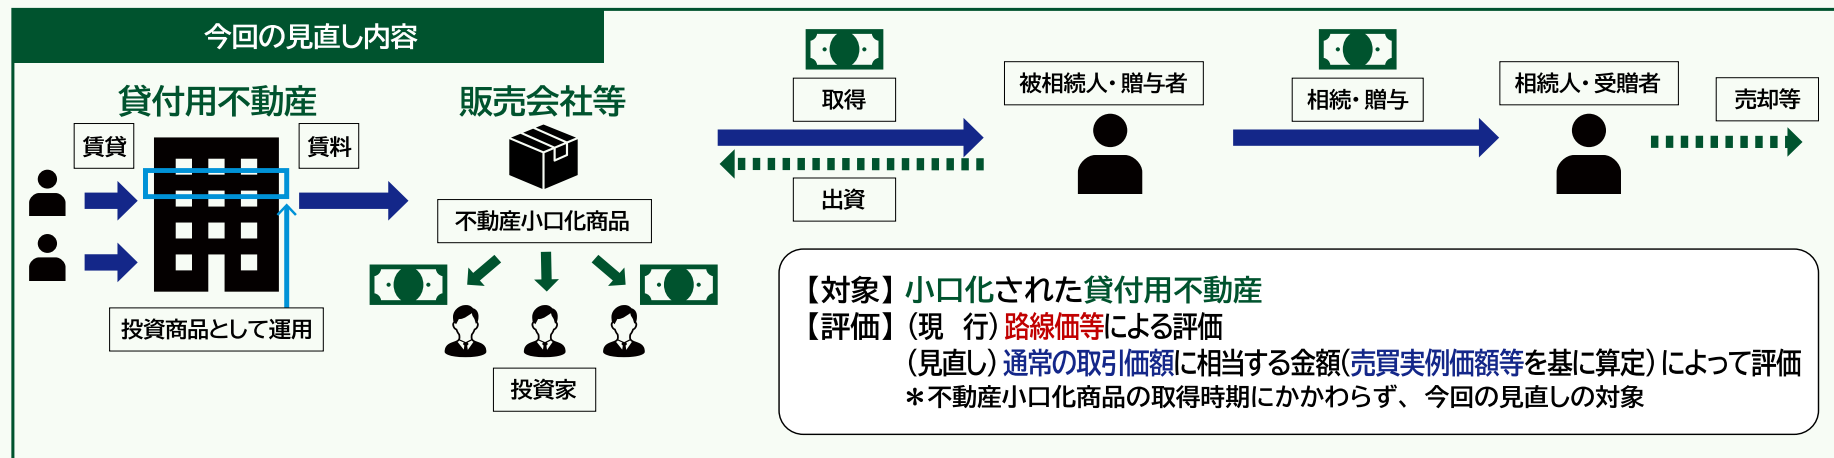 今回の見直し内容
貸付用不動産
賃貸
賃料
投資商品として運用
販売会社等
不動産小口化商品
投資家
取得
出資
被相続人・贈与者
相続・贈与
相続人・受贈者
売却等
【対象】小口化された貸付用不動産
【評価】（現　行）路線価等による評価
（見直し）通常の取引価額に相当する金額（売買実例価額等を基に算定）によって評価
＊不動産小口化商品の取得時期にかかわらず、今回の見直しの対象